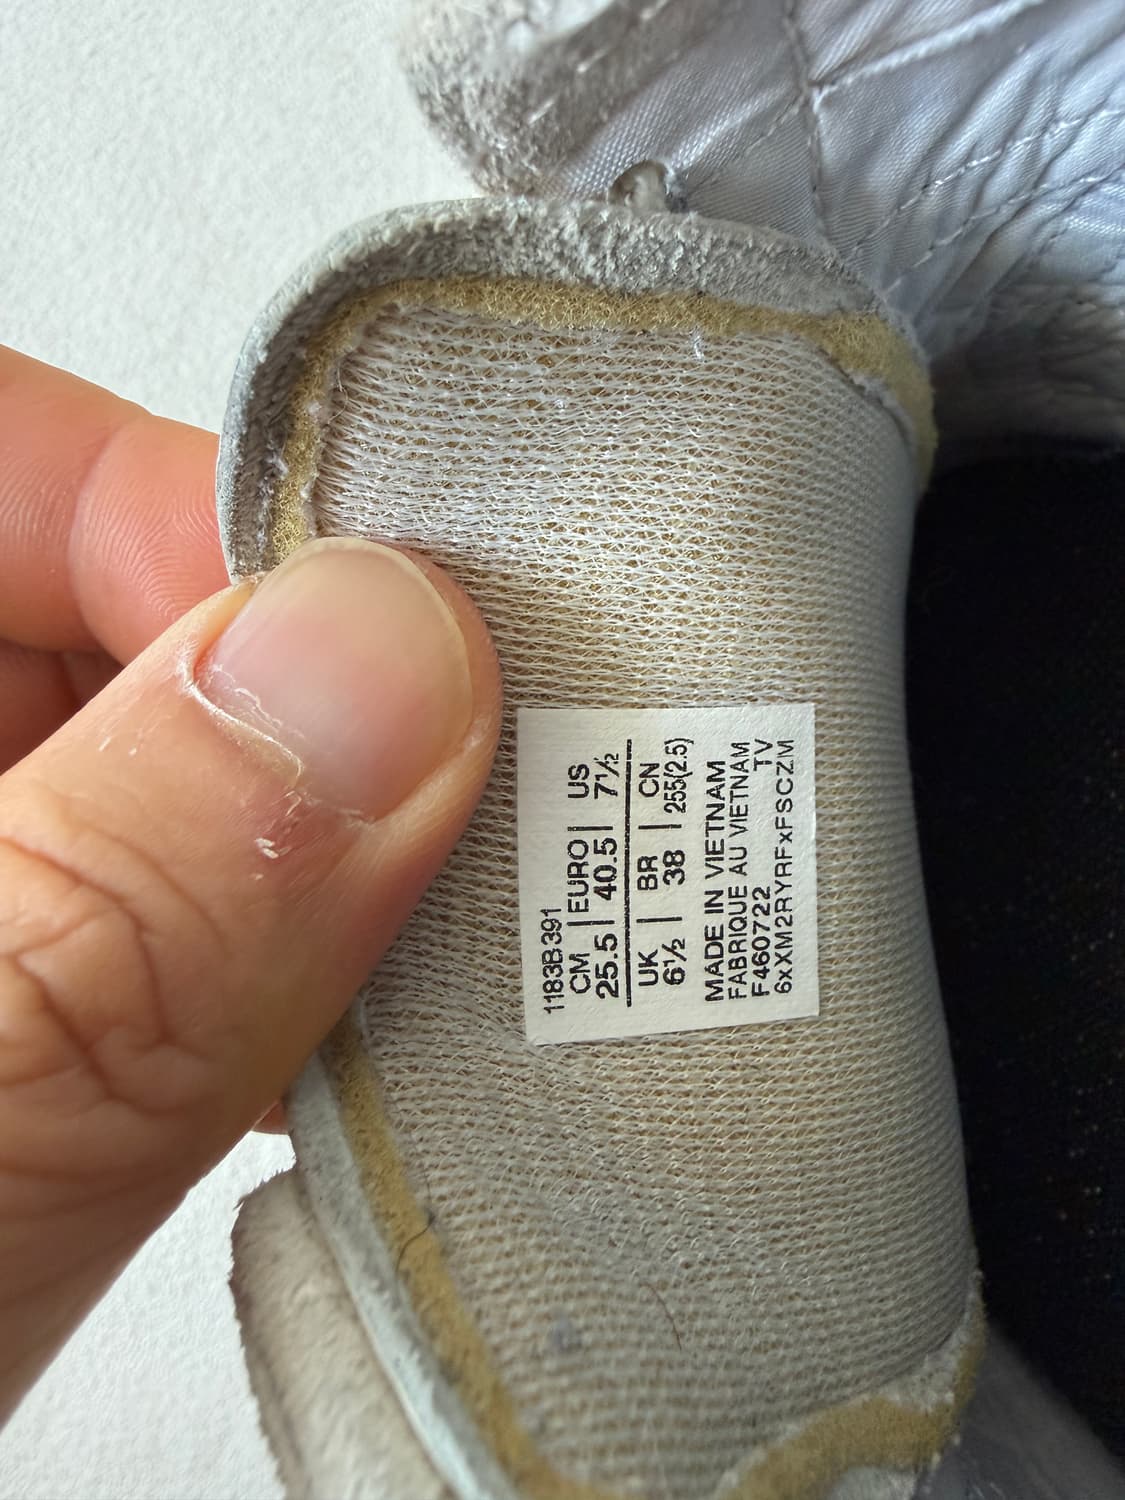 1183B391
CM | EURO | US
25.5 | 40.5 | 7½
UK | BR | CN
6½ | 38 | 255(2.5)
MADE IN VIETNAM
FABRIQUE AU VIETNAM
F460722 TV
6xXM2RYRFxFSCZM